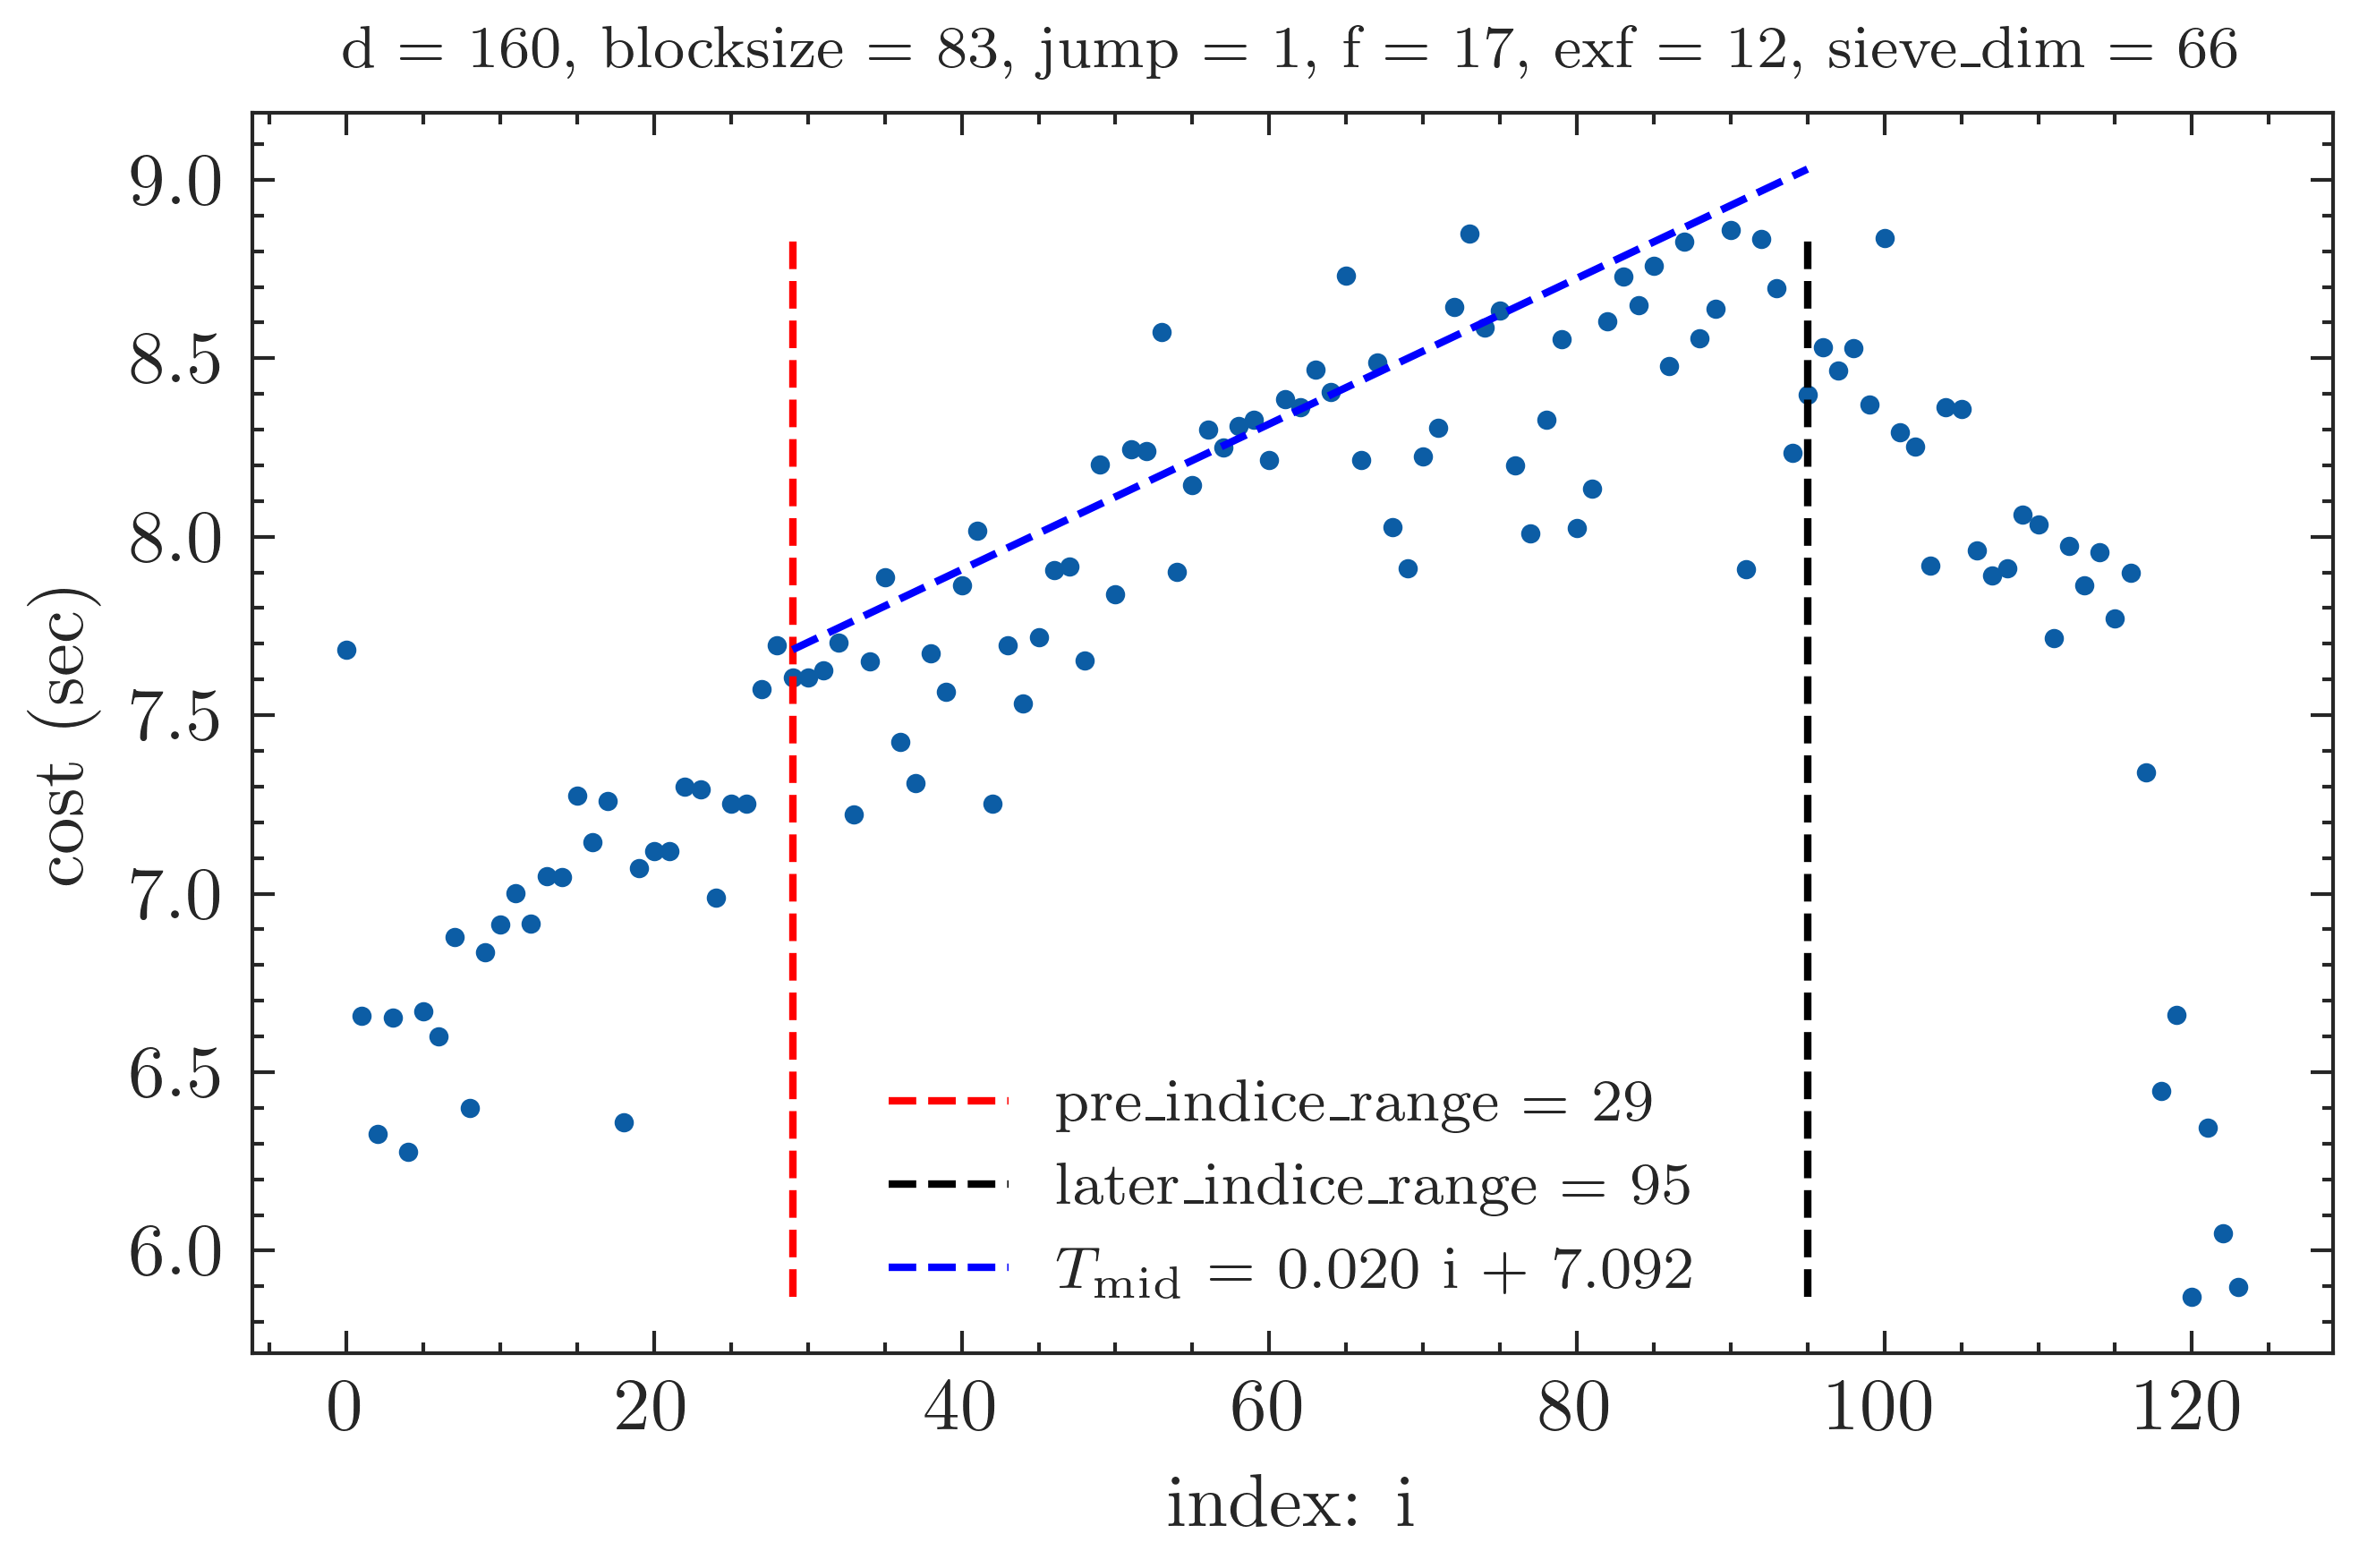 d = 160, blocksize = 83, jump = 1, f = 17, exf = 12, sieve_dim = 66
9.0
8.5
8.0
7.5
7.0
6.5
6.0
cost (sec)
pre_indice_range = 29
later_indice_range = 95
T_mid = 0.020 i + 7.092
0 20 40 60 80 100 120
index: i